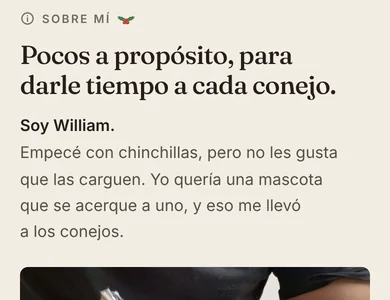 SOBRE MÍ
Pocos a propósito, para
darle tiempo a cada conejo.
Soy William.
Empecé con chinchillas, pero no les gusta
que las carguen. Yo quería una mascota
que se acerque a uno, y eso me llevó
a los conejos.